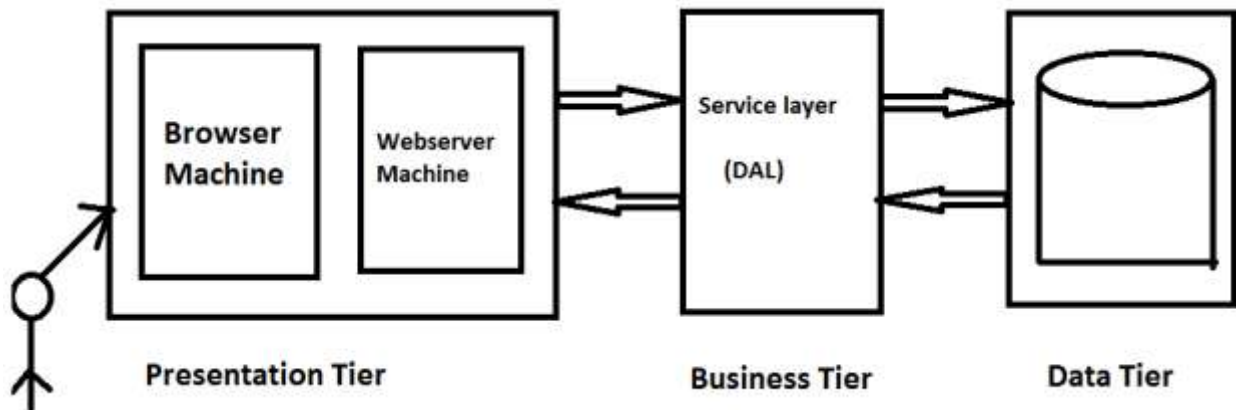 Browser
Machine
Webserver
Machine
Service layer
(DAL)
Presentation Tier
Business Tier
Data Tier